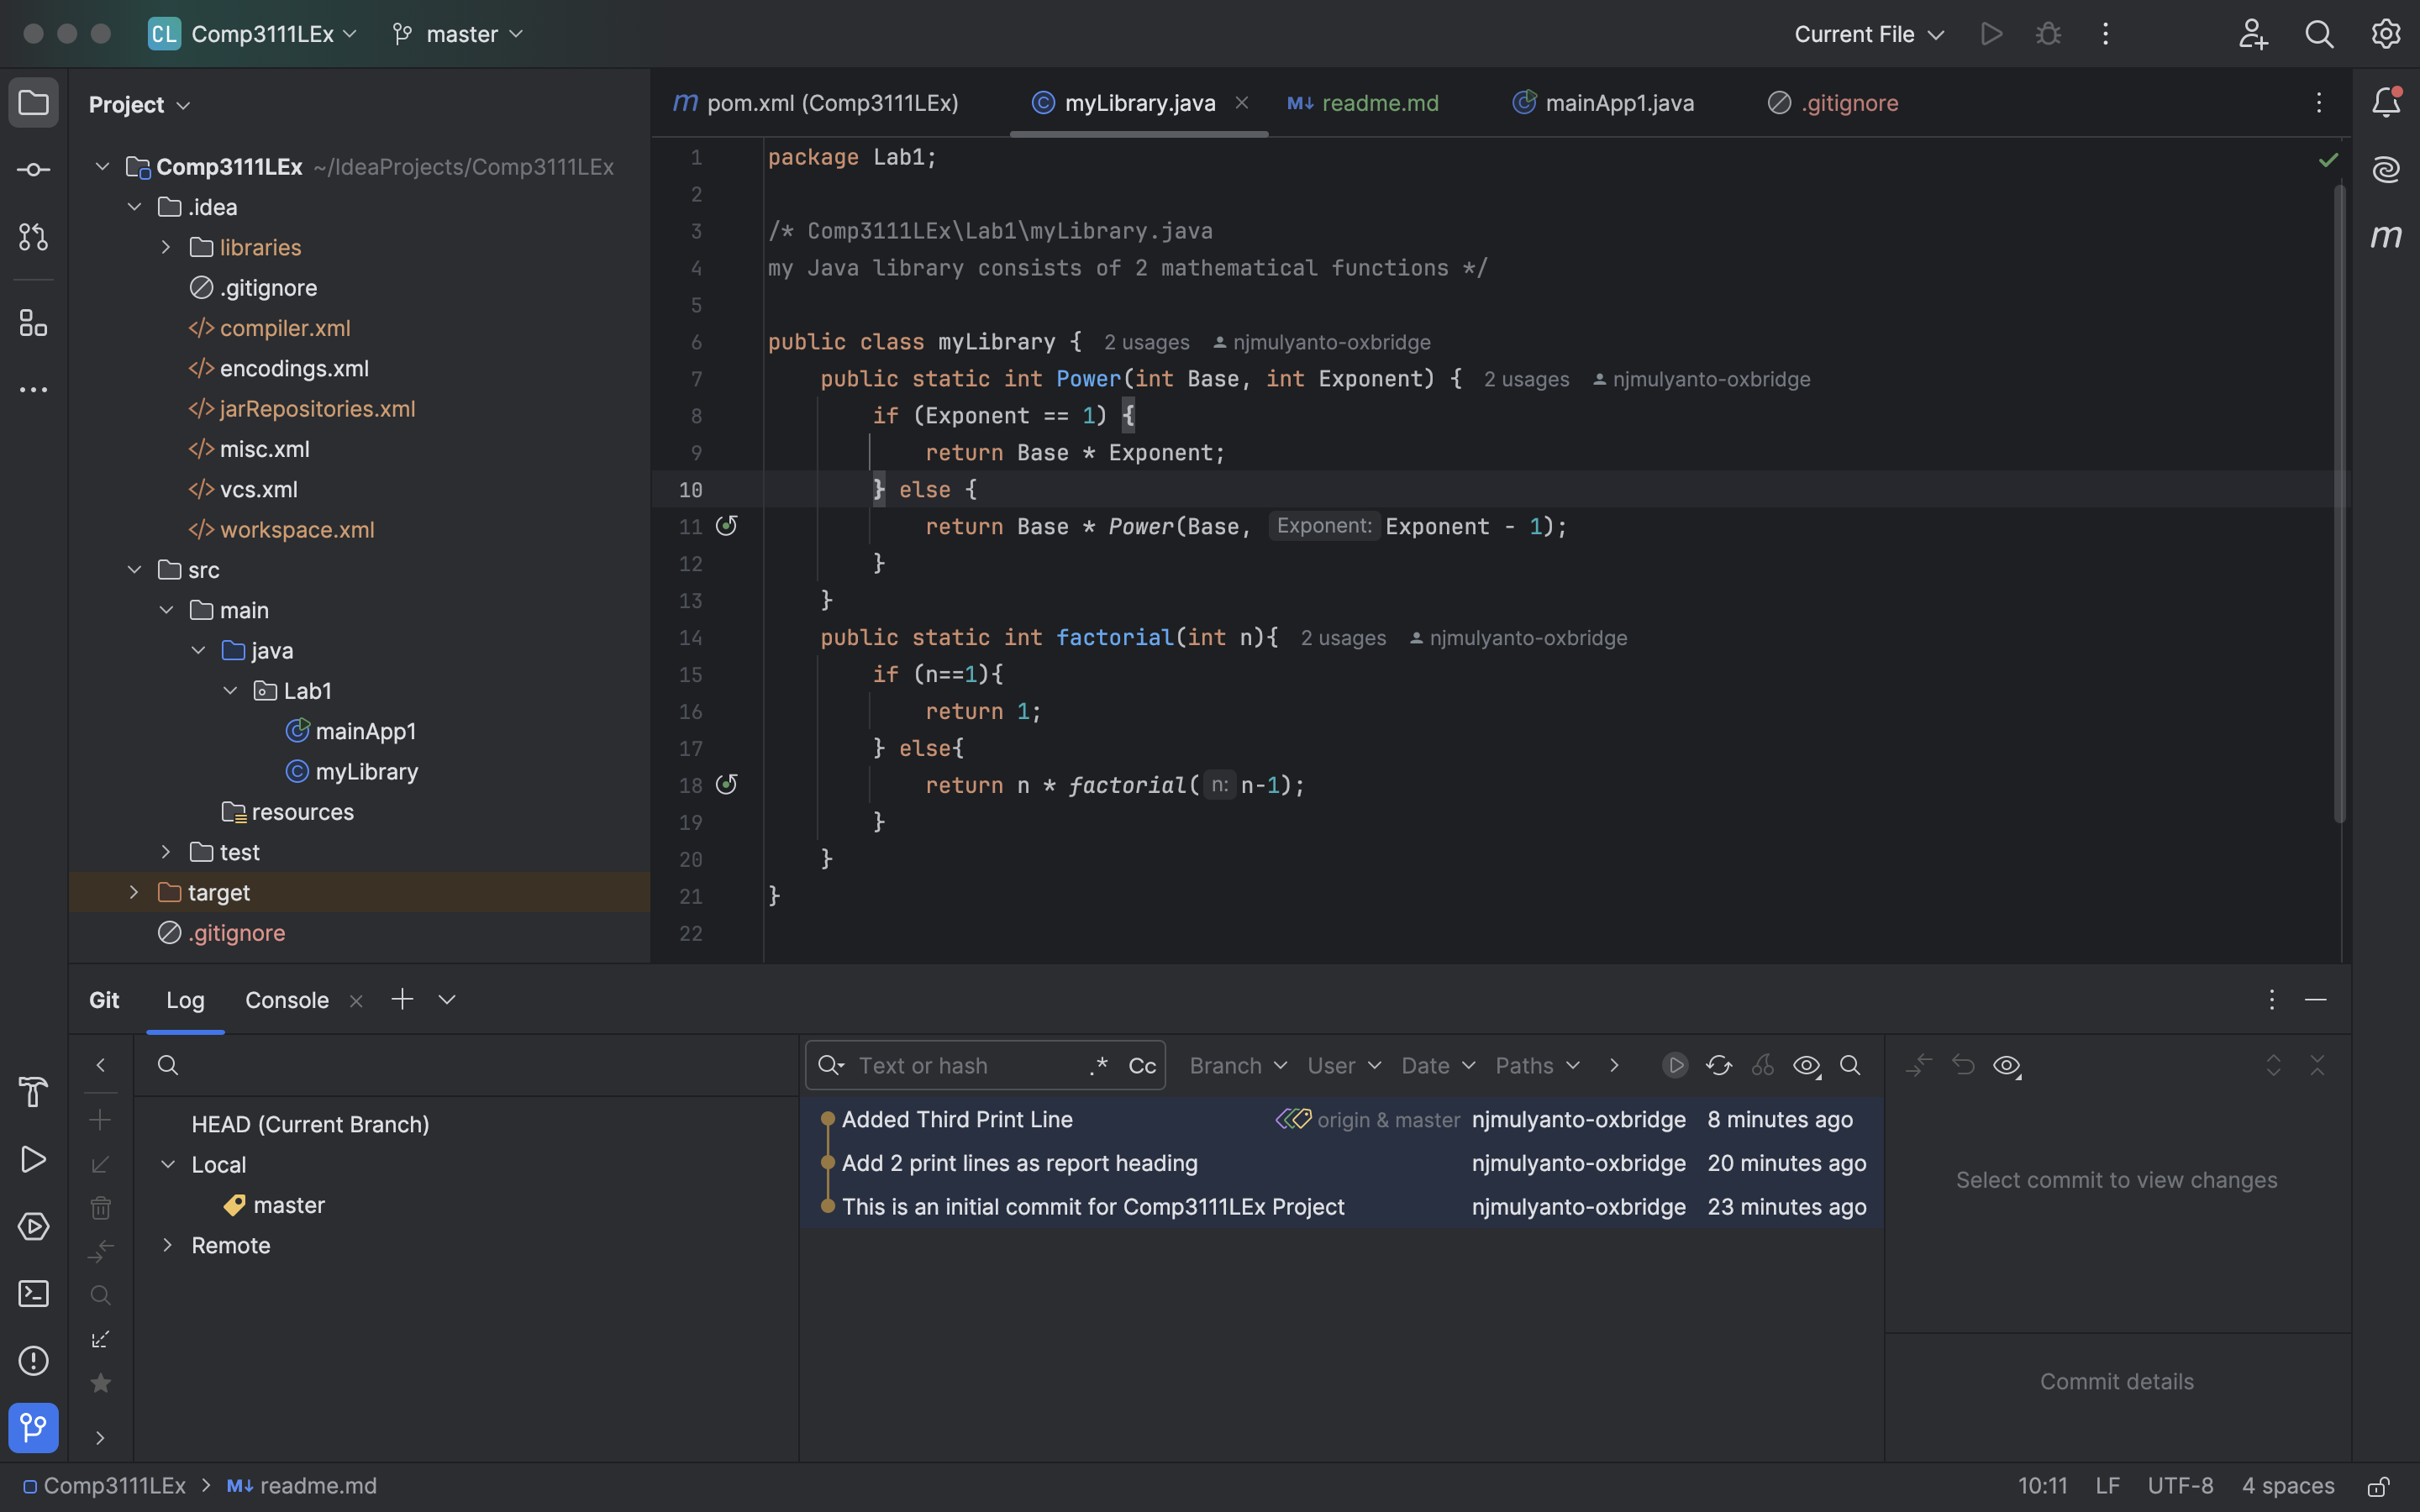 CL Comp3111LEx master Current File
Project
pom.xml (Comp3111LEx) myLibrary.java readme.md mainApp1.java .gitignore
Comp3111LEx ~/IdeaProjects/Comp3111LEx
.idea
libraries
.gitignore
compiler.xml
encodings.xml
jarRepositories.xml
misc.xml
vcs.xml
workspace.xml
src
main
java
Lab1
mainApp1
myLibrary
resources
test
target
.gitignore
1 package Lab1;
2
3 /* Comp3111LEx\Lab1\myLibrary.java
4 my Java library consists of 2 mathematical functions */
5
6 public class myLibrary { 2 usages njmulyanto-oxbridge
7 public static int Power(int Base, int Exponent) { 2 usages njmulyanto-oxbridge
8 if (Exponent == 1) {
9 return Base * Exponent;
10 } else {
11 return Base * Power(Base, Exponent: Exponent - 1);
12 }
13 }
14 public static int factorial(int n){ 2 usages njmulyanto-oxbridge
15 if (n==1){
16 return 1;
17 } else{
18 return n * factorial( n: n-1);
19 }
20 }
21 }
22
Git Log Console
Text or hash .* Cc Branch User Date Paths
HEAD (Current Branch)
Local
master
Remote
Added Third Print Line origin & master njmulyanto-oxbridge 8 minutes ago
Add 2 print lines as report heading njmulyanto-oxbridge 20 minutes ago
This is an initial commit for Comp3111LEx Project njmulyanto-oxbridge 23 minutes ago
Select commit to view changes
Commit details
Comp3111LEx > M↓ readme.md 10:11 LF UTF-8 4 spaces